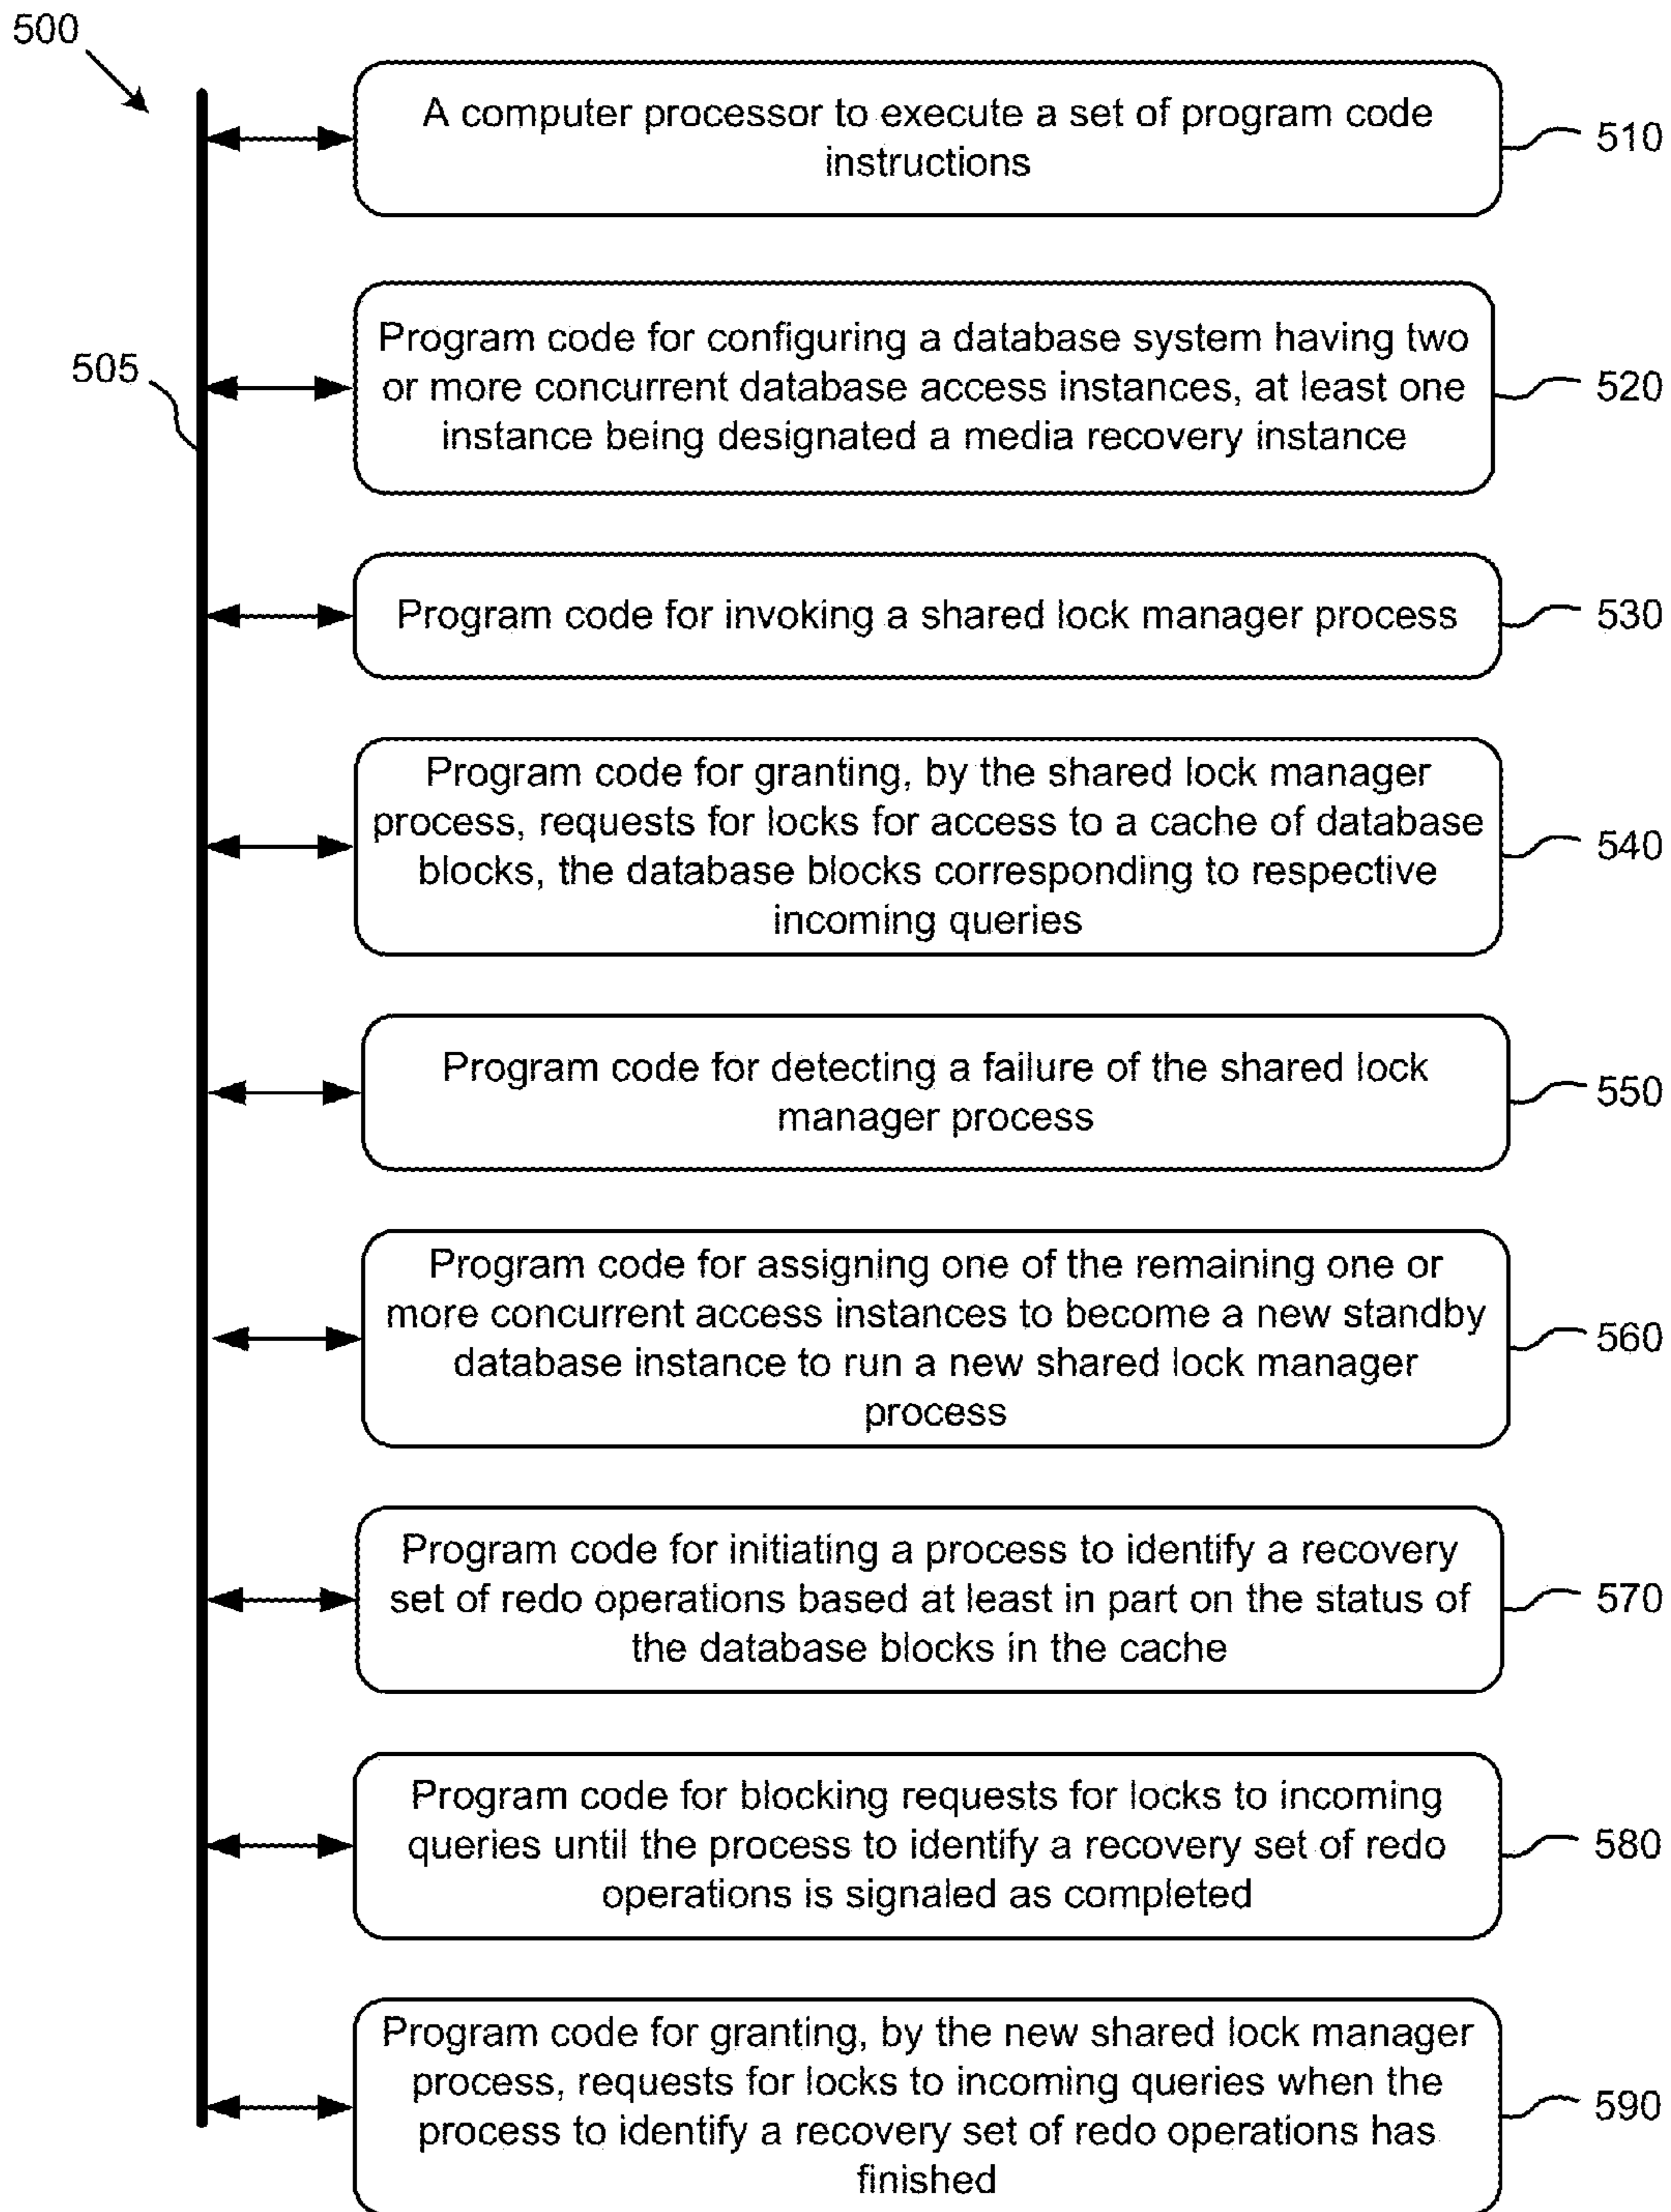 500
A computer processor to execute a set of program code
instructions
510
505
Program code for configuring a database system having two
or more concurrent database access instances, at least one
instance being designated a media recovery instance
520
Program code for invoking a shared lock manager process
530
Program code for granting, by the shared lock manager
process, requests for locks for access to a cache of database
blocks, the database blocks corresponding to respective
incoming queries
540
Program code for detecting a failure of the shared lock
manager process
550
Program code for assigning one of the remaining one or
more concurrent access instances to become a new standby
database instance to run a new shared lock manager
process
560
Program code for initiating a process to identify a recovery
set of redo operations based at least in part on the status of
the database blocks in the cache
570
Program code for blocking requests for locks to incoming
queries until the process to identify a recovery set of redo
operations is signaled as completed
580
Program code for granting, by the new shared lock manager
process, requests for locks to incoming queries when the
process to identify a recovery set of redo operations has
finished
590